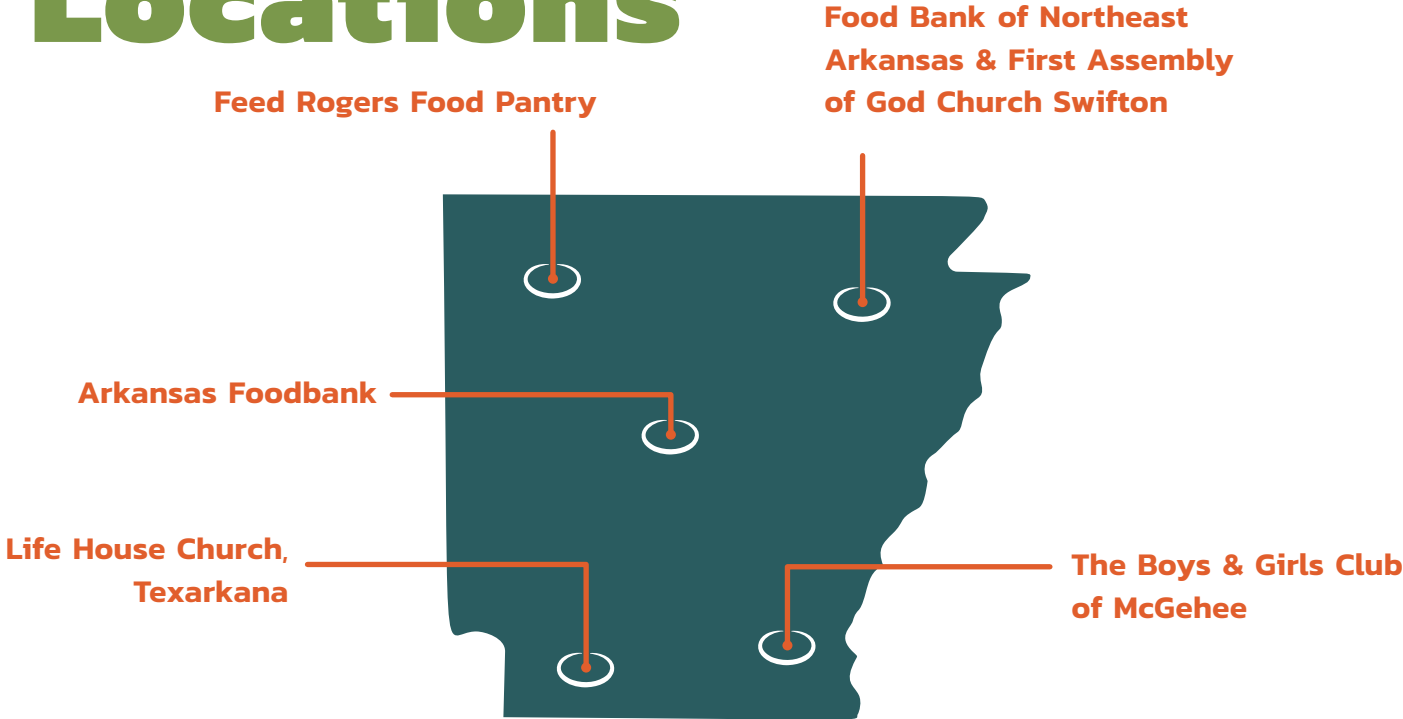 Locations
Food Bank of Northeast
Arkansas & First Assembly
of God Church Swifton
Feed Rogers Food Pantry
Arkansas Foodbank
Life House Church,
Texarkana
The Boys & Girls Club
of McGehee